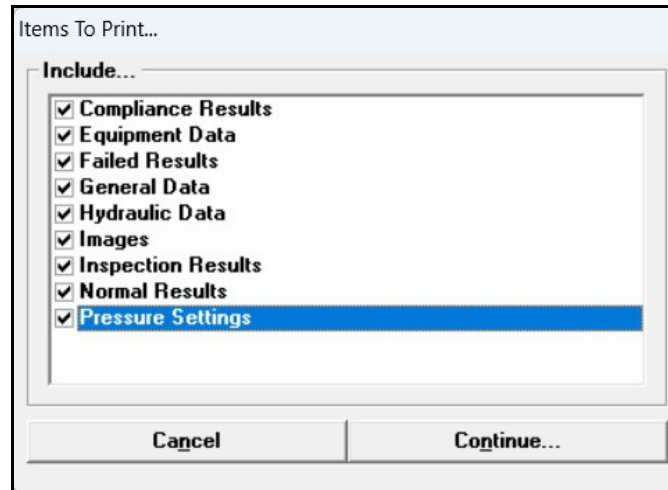 Items To Print...
Include...
Compliance Results
Equipment Data
Failed Results
General Data
Hydraulic Data
Images
Inspection Results
Normal Results
Pressure Settings
Cancel Continue...